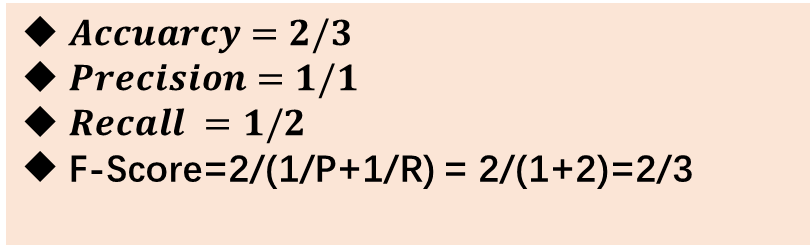 ◆ Accuarcy = 2/3
◆ Precision = 1/1
◆ Recall = 1/2
◆ F-Score=2/(1/P+1/R) = 2/(1+2)=2/3